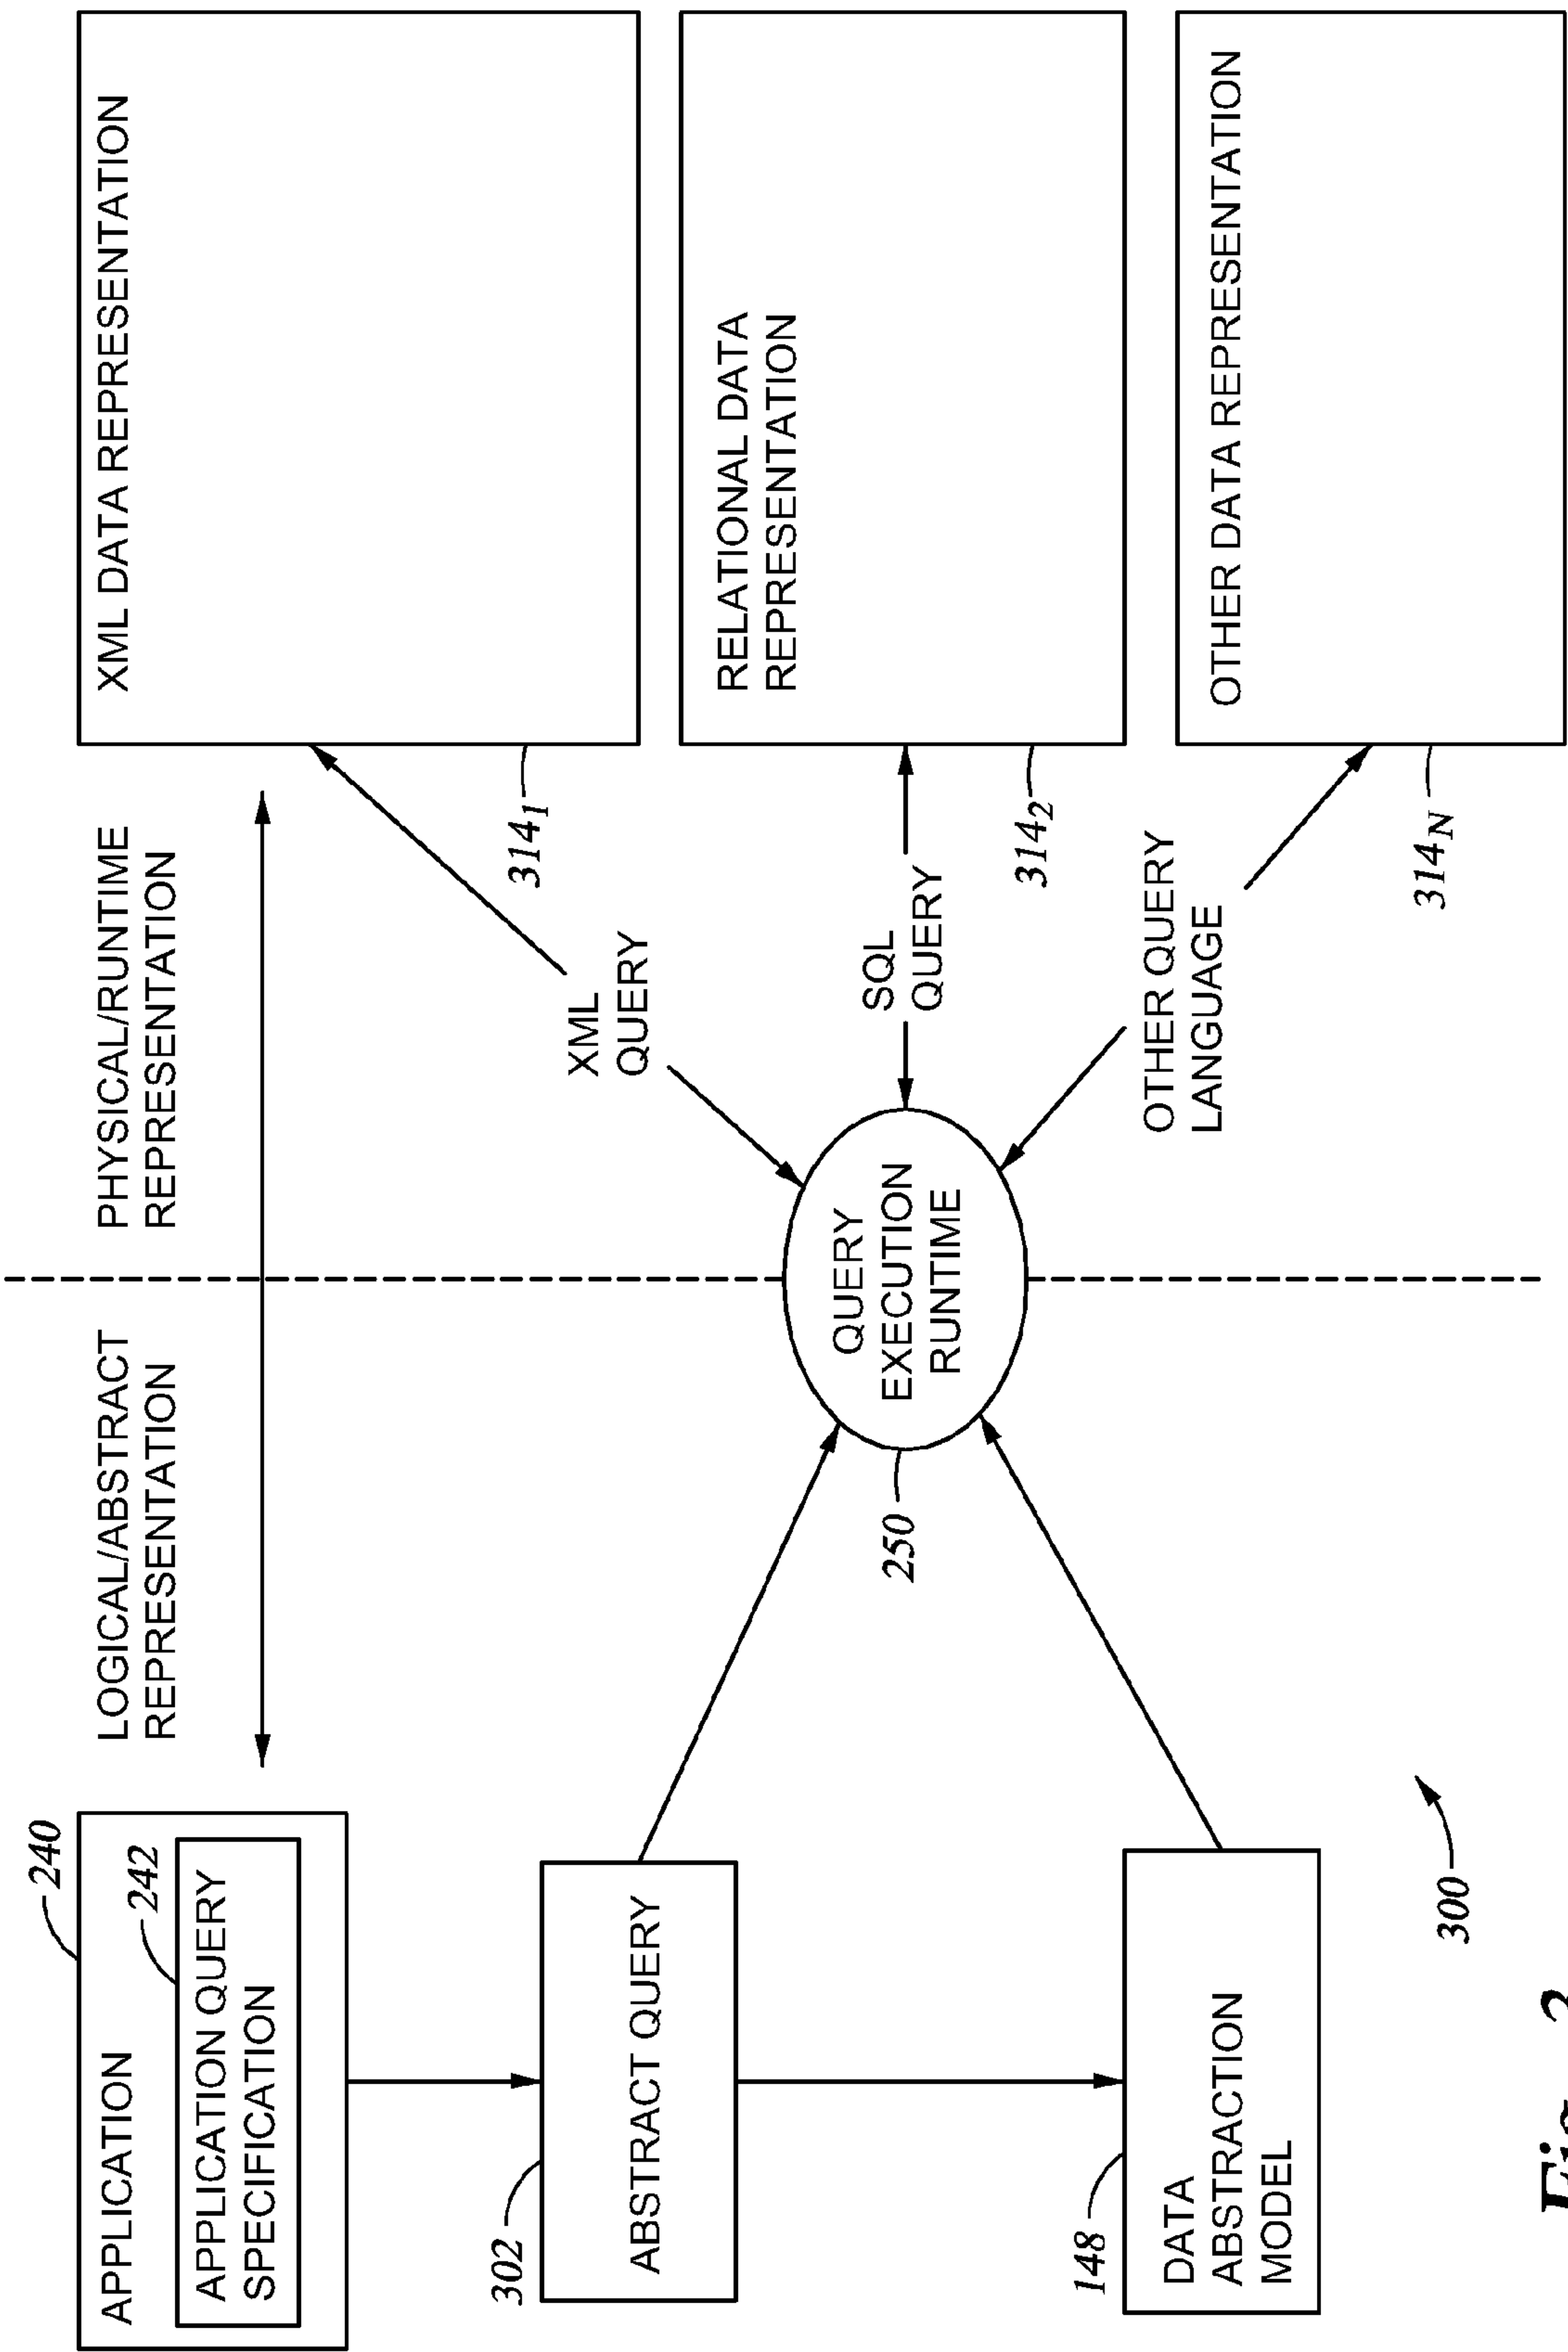 APPLICATION
240
APPLICATION QUERY
SPECIFICATION
242
LOGICAL/ABSTRACT
REPRESENTATION
PHYSICAL/RUNTIME
REPRESENTATION
XML DATA REPRESENTATION
314₁
302
ABSTRACT QUERY
XML
QUERY
250
QUERY
EXECUTION
RUNTIME
SQL
QUERY
RELATIONAL DATA
REPRESENTATION
314₂
148
DATA
ABSTRACTION
MODEL
OTHER QUERY
LANGUAGE
OTHER DATA REPRESENTATION
314N
300
Fig.